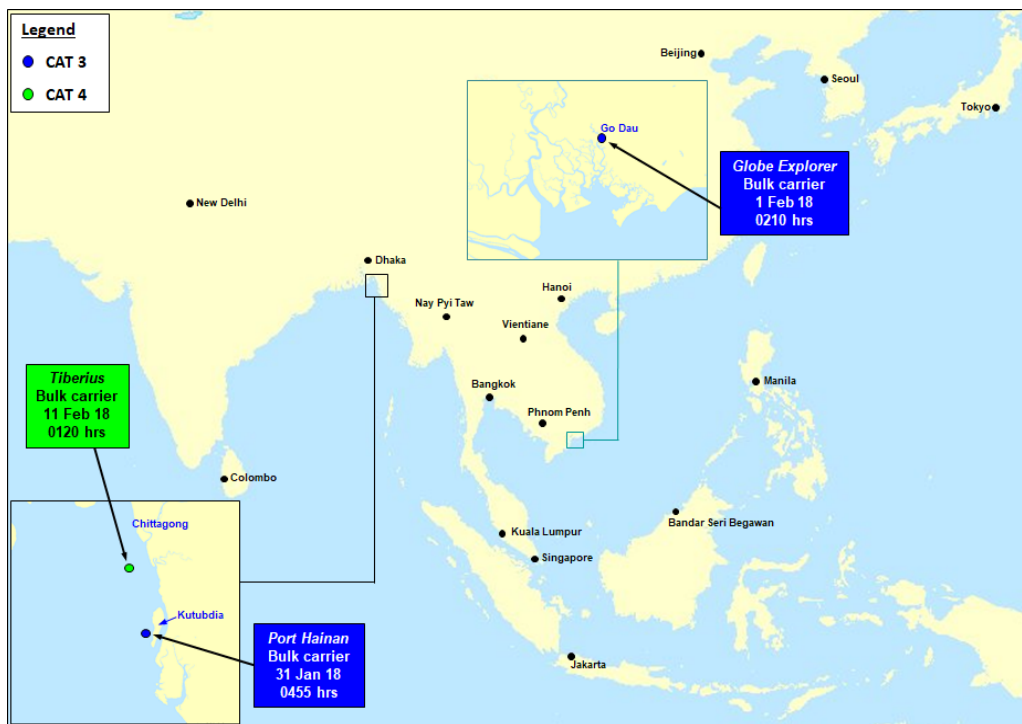 Legend
CAT 3
CAT 4
Beijing
Seoul
Tokyo
Go Dau
Globe Explorer
Bulk carrier
1 Feb 18
0210 hrs
New Delhi
Dhaka
Hanoi
Nay Pyi Taw
Vientiane
Tiberius
Bulk carrier
11 Feb 18
0120 hrs
Bangkok
Manila
Phnom Penh
Colombo
Chittagong
Kuala Lumpur
Bandar Seri Begawan
Singapore
Kutubdia
Port Hainan
Bulk carrier
31 Jan 18
0455 hrs
Jakarta